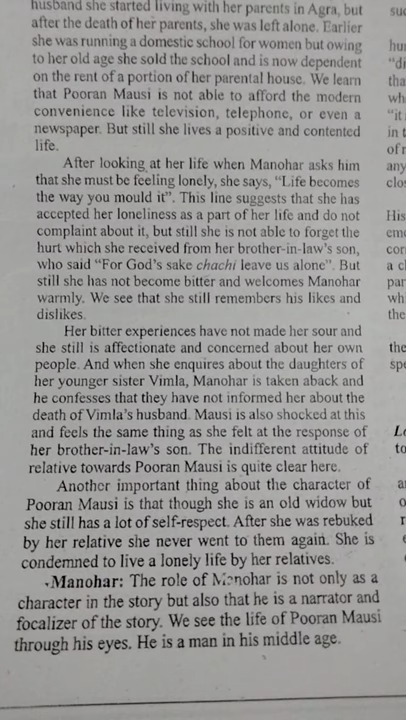 husband she started living with her parents in Agra, but
after the death of her parents, she was left alone. Earlier
she was running a domestic school for women but owing
to her old age she sold the school and is now dependent
on the rent of a portion of her parental house. We learn
that Pooran Mausi is not able to afford the modern
convenience like television, telephone, or even a
newspaper. But still she lives a positive and contented
life.
After looking at her life when Manohar asks him
that she must be feeling lonely, she says, “Life becomes
the way you mould it”. This line suggests that she has
accepted her loneliness as a part of her life and do not
complaint about it, but still she is not able to forget the
hurt which she received from her brother-in-law’s son,
who said “For God’s sake chachi leave us alone”. But
still she has not become bitter and welcomes Manohar
warmly. We see that she still remembers his likes and
dislikes.
Her bitter experiences have not made her sour and
she still is affectionate and concerned about her own
people. And when she enquires about the daughters of
her younger sister Vimla, Manohar is taken aback and
he confesses that they have not informed her about the
death of Vimla’s husband. Mausi is also shocked at this
and feels the same thing as she felt at the response of
her brother-in-law’s son. The indifferent attitude of
relative towards Pooran Mausi is quite clear here.
Another important thing about the character of
Pooran Mausi is that though she is an old widow but
she still has a lot of self-respect. After she was rebuked
by her relative she never went to them again. She is
condemned to live a lonely life by her relatives.
Manohar: The role of Manohar is not only as a
character in the story but also that he is a narrator and
focalizer of the story. We see the life of Pooran Mausi
through his eyes. He is a man in his middle age.